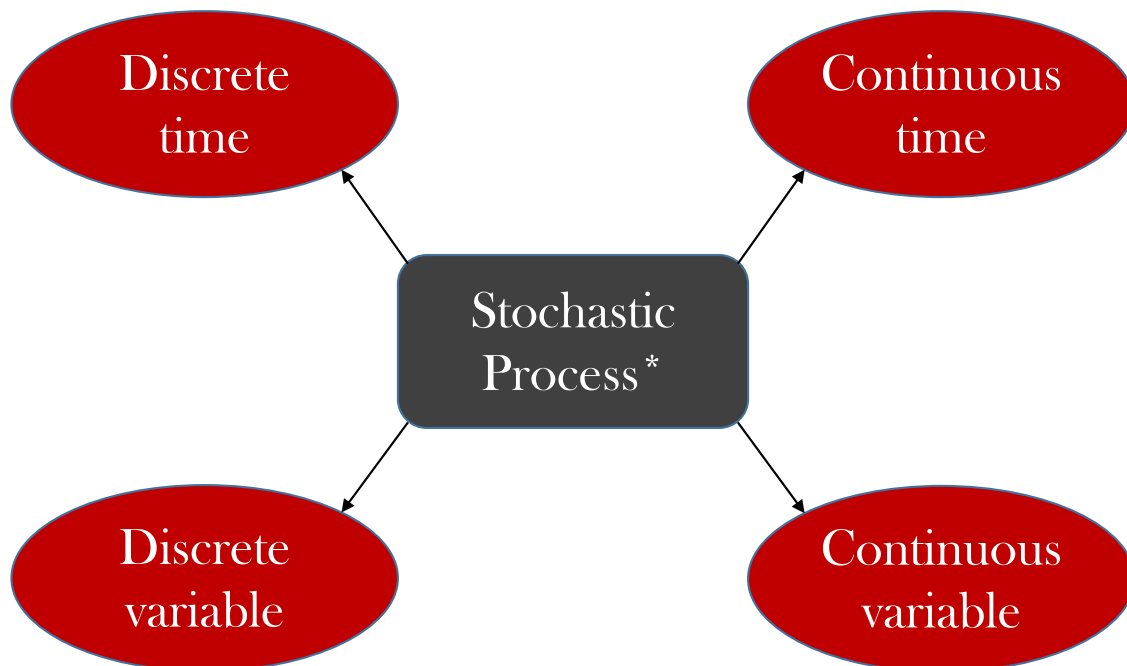 Discrete
time
Continuous
time
Stochastic
Process*
Discrete
variable
Continuous
variable